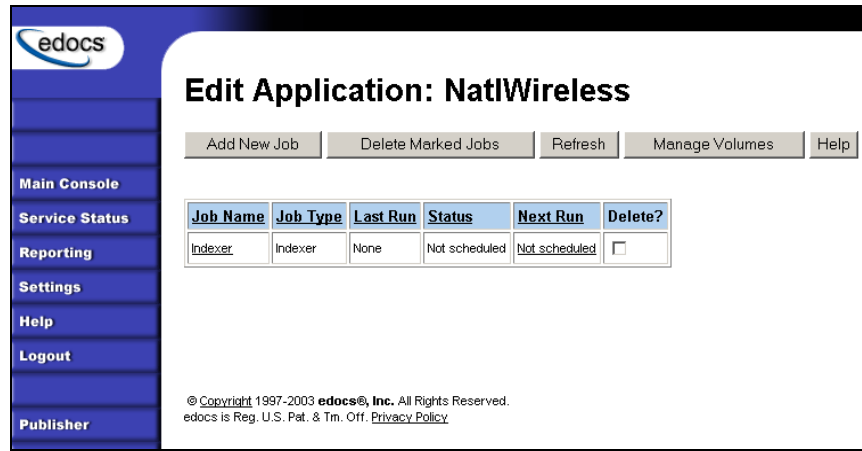 edocs
Edit Application: NatlWireless
Add New Job Delete Marked Jobs Refresh Manage Volumes Help
Main Console
Service Status
Reporting
Settings
Help
Logout
Publisher
Job Name Job Type Last Run Status Next Run Delete?
Indexer Indexer None Not scheduled Not scheduled
© Copyright 1997-2003 edocs®, Inc. All Rights Reserved.
edocs is Reg. U.S. Pat. & Tm. Off. Privacy Policy